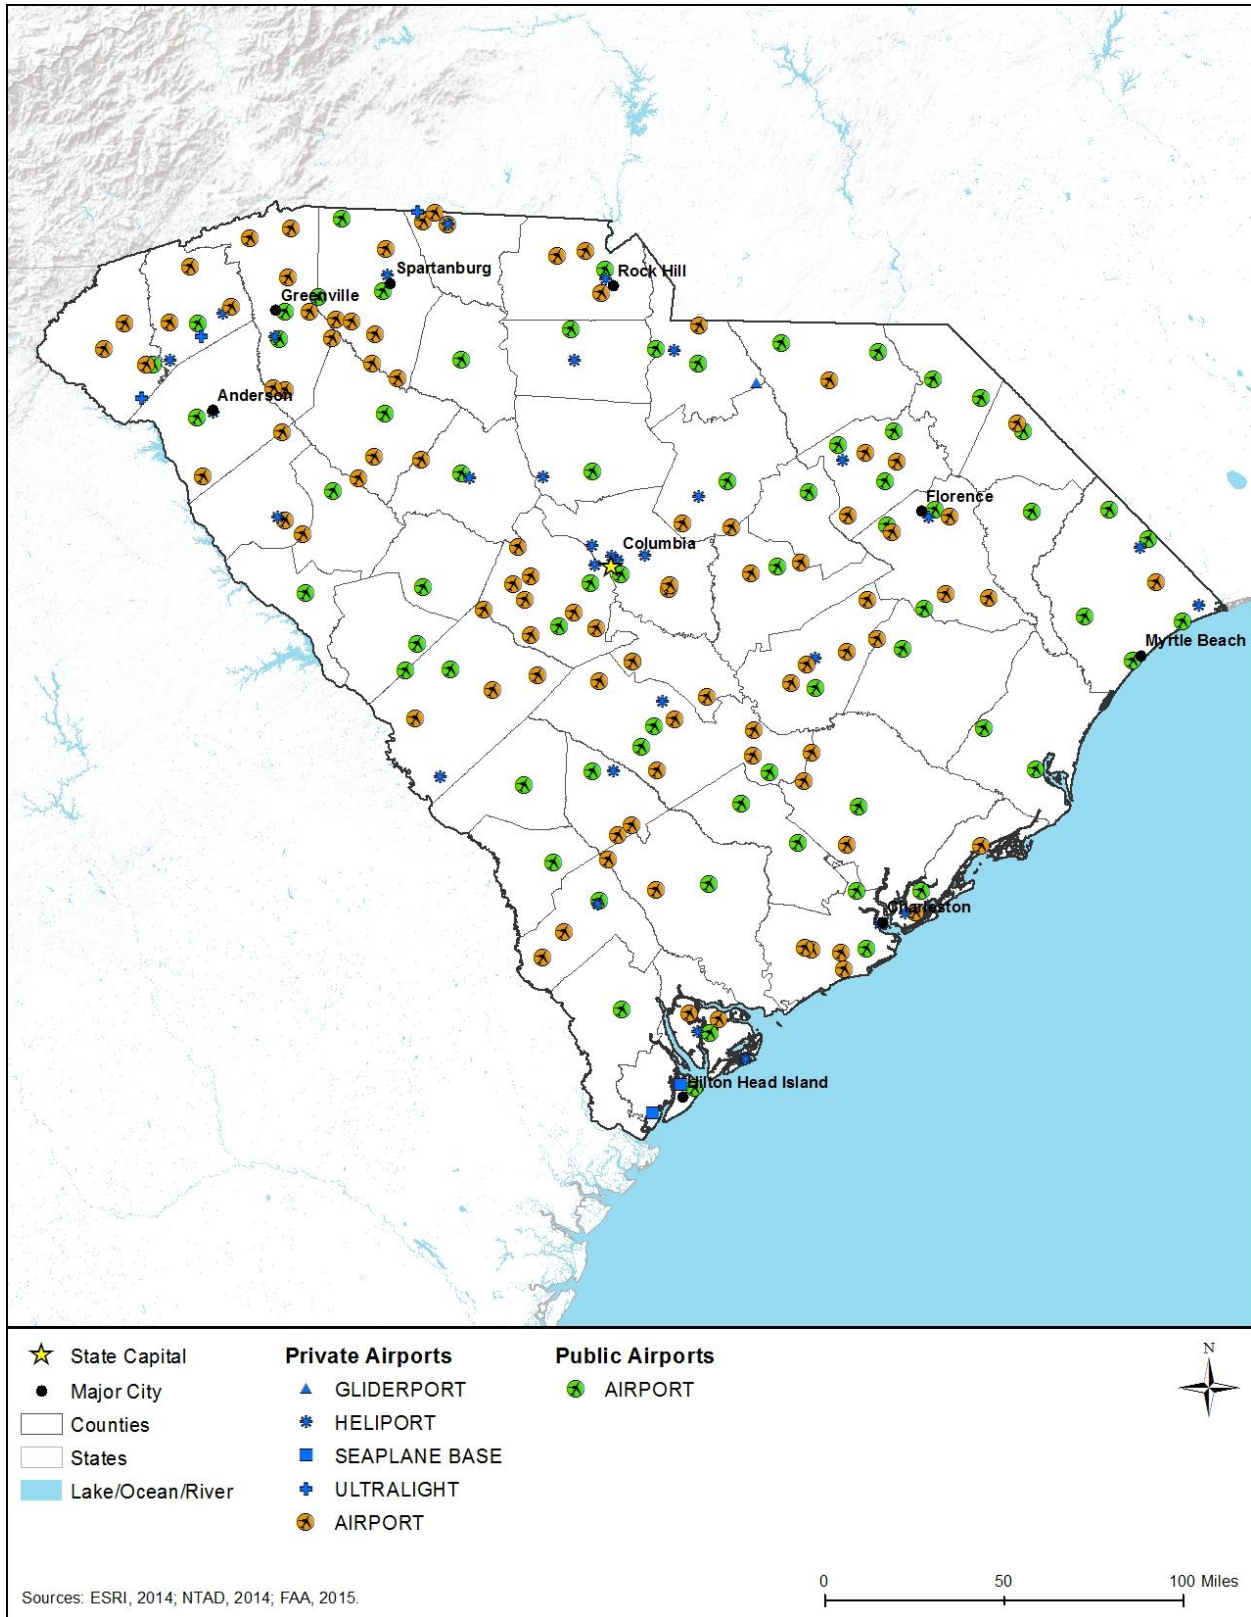 Spartanburg
Rock Hill
Greenville
Anderson
Florence
Columbia
Myrtle Beach
Charleston
Hilton Head Island
State Capital
Major City
Counties
States
Lake/Ocean/River
Private Airports
GLIDERPORT
HELIPORT
SEAPLANE BASE
ULTRALIGHT
AIRPORT
Public Airports
AIRPORT
N
0 50 100 Miles
Sources: ESRI, 2014; NTAD, 2014; FAA, 2015.